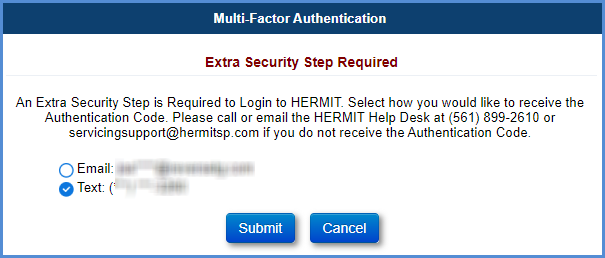 Multi-Factor Authentication
Extra Security Step Required
An Extra Security Step is Required to Login to HERMIT. Select how you would like to receive the
Authentication Code. Please call or email the HERMIT Help Desk at (561) 899-2610 or
servicingsupport@hermitsp.com if you do not receive the Authentication Code.
Email:
Text: (
Submit Cancel